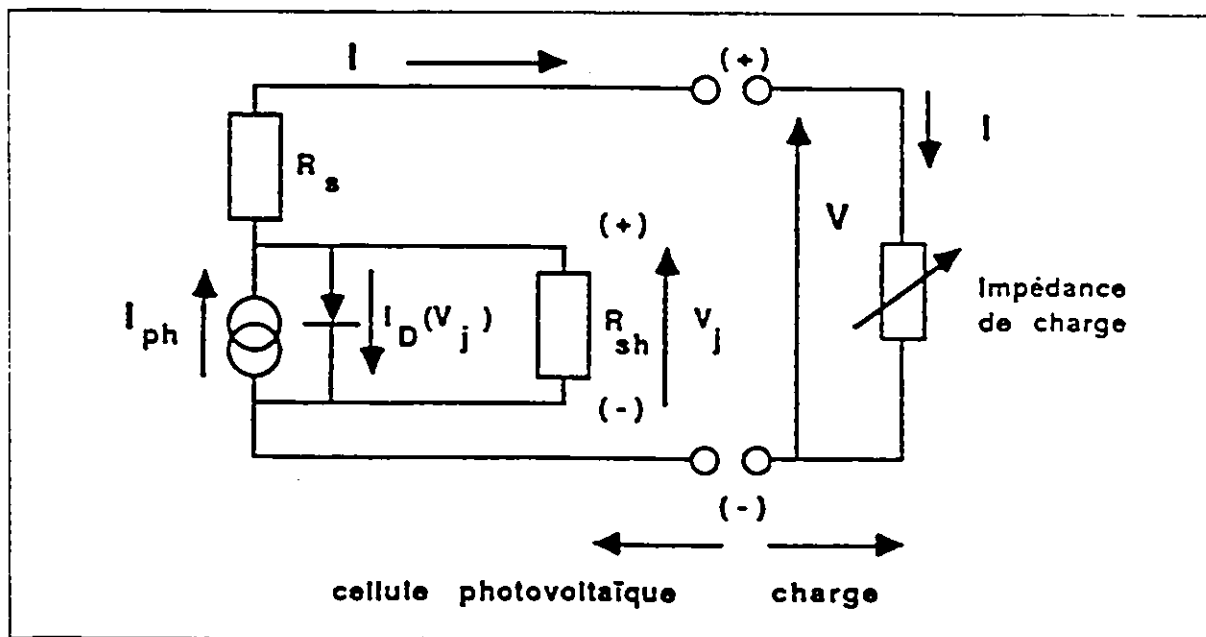 I
(+)
I
R s
(+)
V
I ph
I D (V j )
R sh
V j
Impédance
de charge
(-)
(-)
cellule photovoltaïque charge